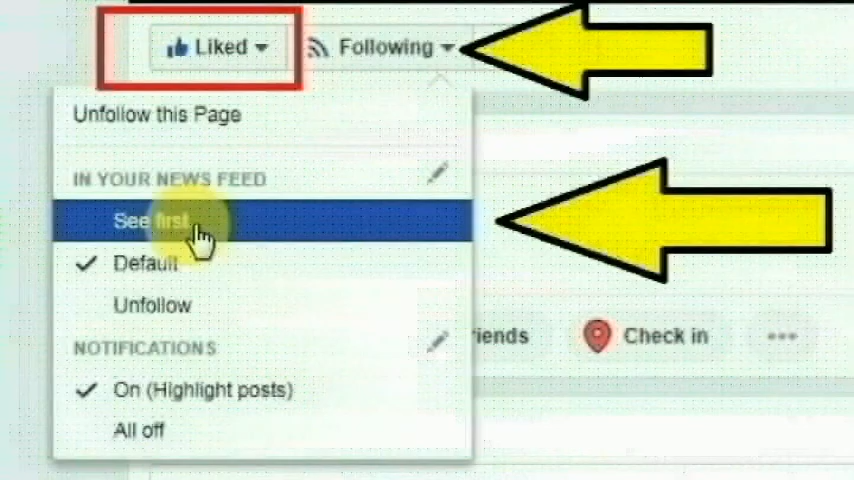 Liked Following
Unfollow this Page
IN YOUR NEWS FEED
See first
Default
Unfollow
riends Check in
NOTIFICATIONS
On (Highlight posts)
All off